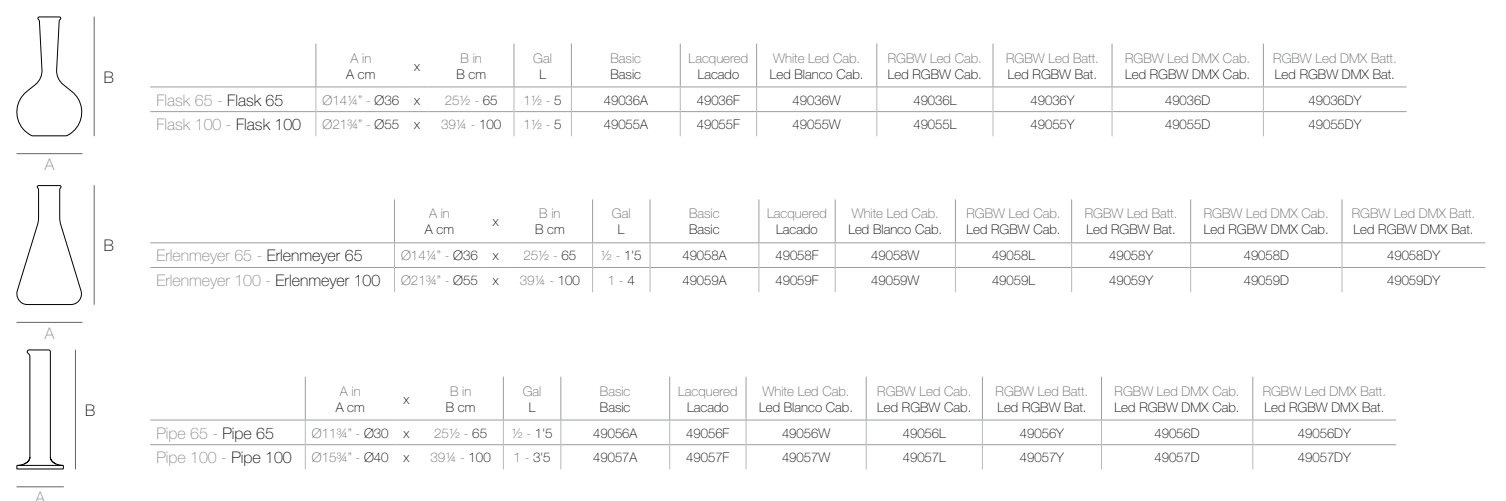 B
A
A in x B in Gal Basic Lacquered White Led Cab. RGBW Led Cab. RGBW Led Batt. RGBW Led DMX Cab. RGBW Led DMX Batt.
A cm B cm L Basic Lacado Led Blanco Cab. Led RGBW Cab. Led RGBW Bat. Led RGBW DMX Cab. Led RGBW DMX Bat.
Flask 65 - Flask 65 Ø14¼" - Ø36 x 25½ - 65 1½ - 5 49036A 49036F 49036W 49036L 49036Y 49036D 49036DY
Flask 100 - Flask 100 Ø21¾" - Ø55 x 39¼ - 100 1½ - 5 49055A 49055F 49055W 49055L 49055Y 49055D 49055DY
B
A
A in x B in Gal Basic Lacquered White Led Cab. RGBW Led Cab. RGBW Led Batt. RGBW Led DMX Cab. RGBW Led DMX Batt.
A cm B cm L Basic Lacado Led Blanco Cab. Led RGBW Cab. Led RGBW Bat. Led RGBW DMX Cab. Led RGBW DMX Bat.
Erlenmeyer 65 - Erlenmeyer 65 Ø14¼" - Ø36 x 25½ - 65 ½ - 1'5 49058A 49058F 49058W 49058L 49058Y 49058D 49058DY
Erlenmeyer 100 - Erlenmeyer 100 Ø21¾" - Ø55 x 39¼ - 100 1 - 4 49059A 49059F 49059W 49059L 49059Y 49059D 49059DY
B
A
A in x B in Gal Basic Lacquered White Led Cab. RGBW Led Cab. RGBW Led Batt. RGBW Led DMX Cab. RGBW Led DMX Batt.
A cm B cm L Basic Lacado Led Blanco Cab. Led RGBW Cab. Led RGBW Bat. Led RGBW DMX Cab. Led RGBW DMX Bat.
Pipe 65 - Pipe 65 Ø11¾" - Ø30 x 25½ - 65 ½ - 1'5 49056A 49056F 49056W 49056L 49056Y 49056D 49056DY
Pipe 100 - Pipe 100 Ø15¾" - Ø40 x 39¼ - 100 1 - 3'5 49057A 49057F 49057W 49057L 49057Y 49057D 49057DY